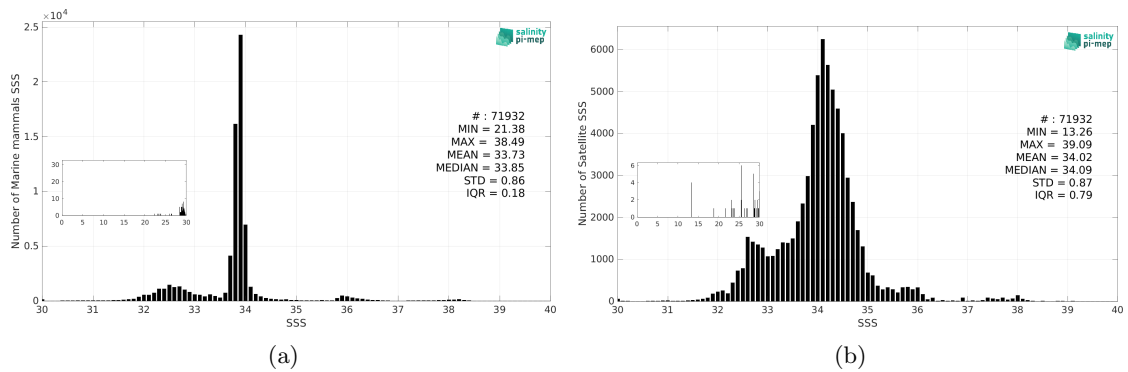 ×10⁴
2.5
2
1.5
1
0.5
0
30 31 32 33 34 35 36 37 38 39 40
SSS
Number of Marine mammals SSS
salinity
pi-mep
# : 71932
MIN = 21.38
MAX = 38.49
MEAN = 33.73
MEDIAN = 33.85
STD = 0.86
IQR = 0.18
30
20
10
0
0 5 10 15 20 25 30
(a)
6000
5000
4000
3000
2000
1000
0
30 31 32 33 34 35 36 37 38 39 40
SSS
Number of Satellite SSS
salinity
pi-mep
# : 71932
MIN = 13.26
MAX = 39.09
MEAN = 34.02
MEDIAN = 34.09
STD = 0.87
IQR = 0.79
6
4
2
0
0 5 10 15 20 25 30
(b)